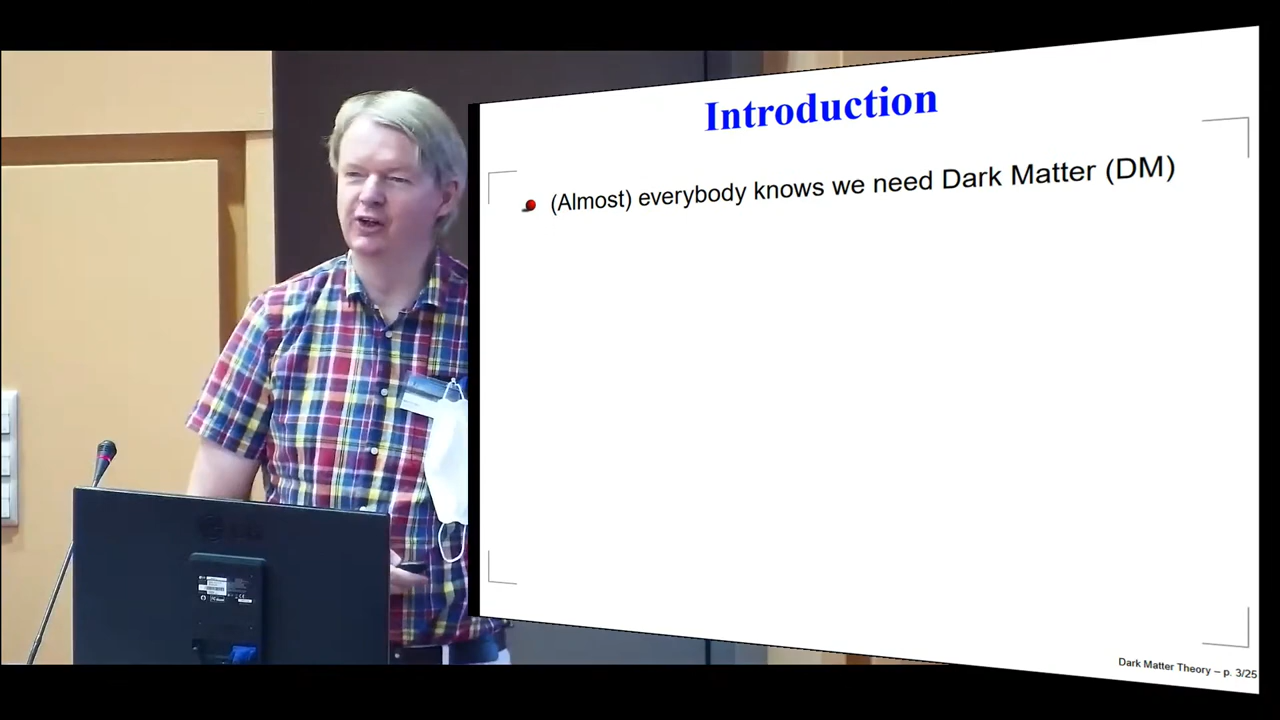 Introduction
(Almost) everybody knows we need Dark Matter (DM)
Dark Matter Theory – p. 3/25